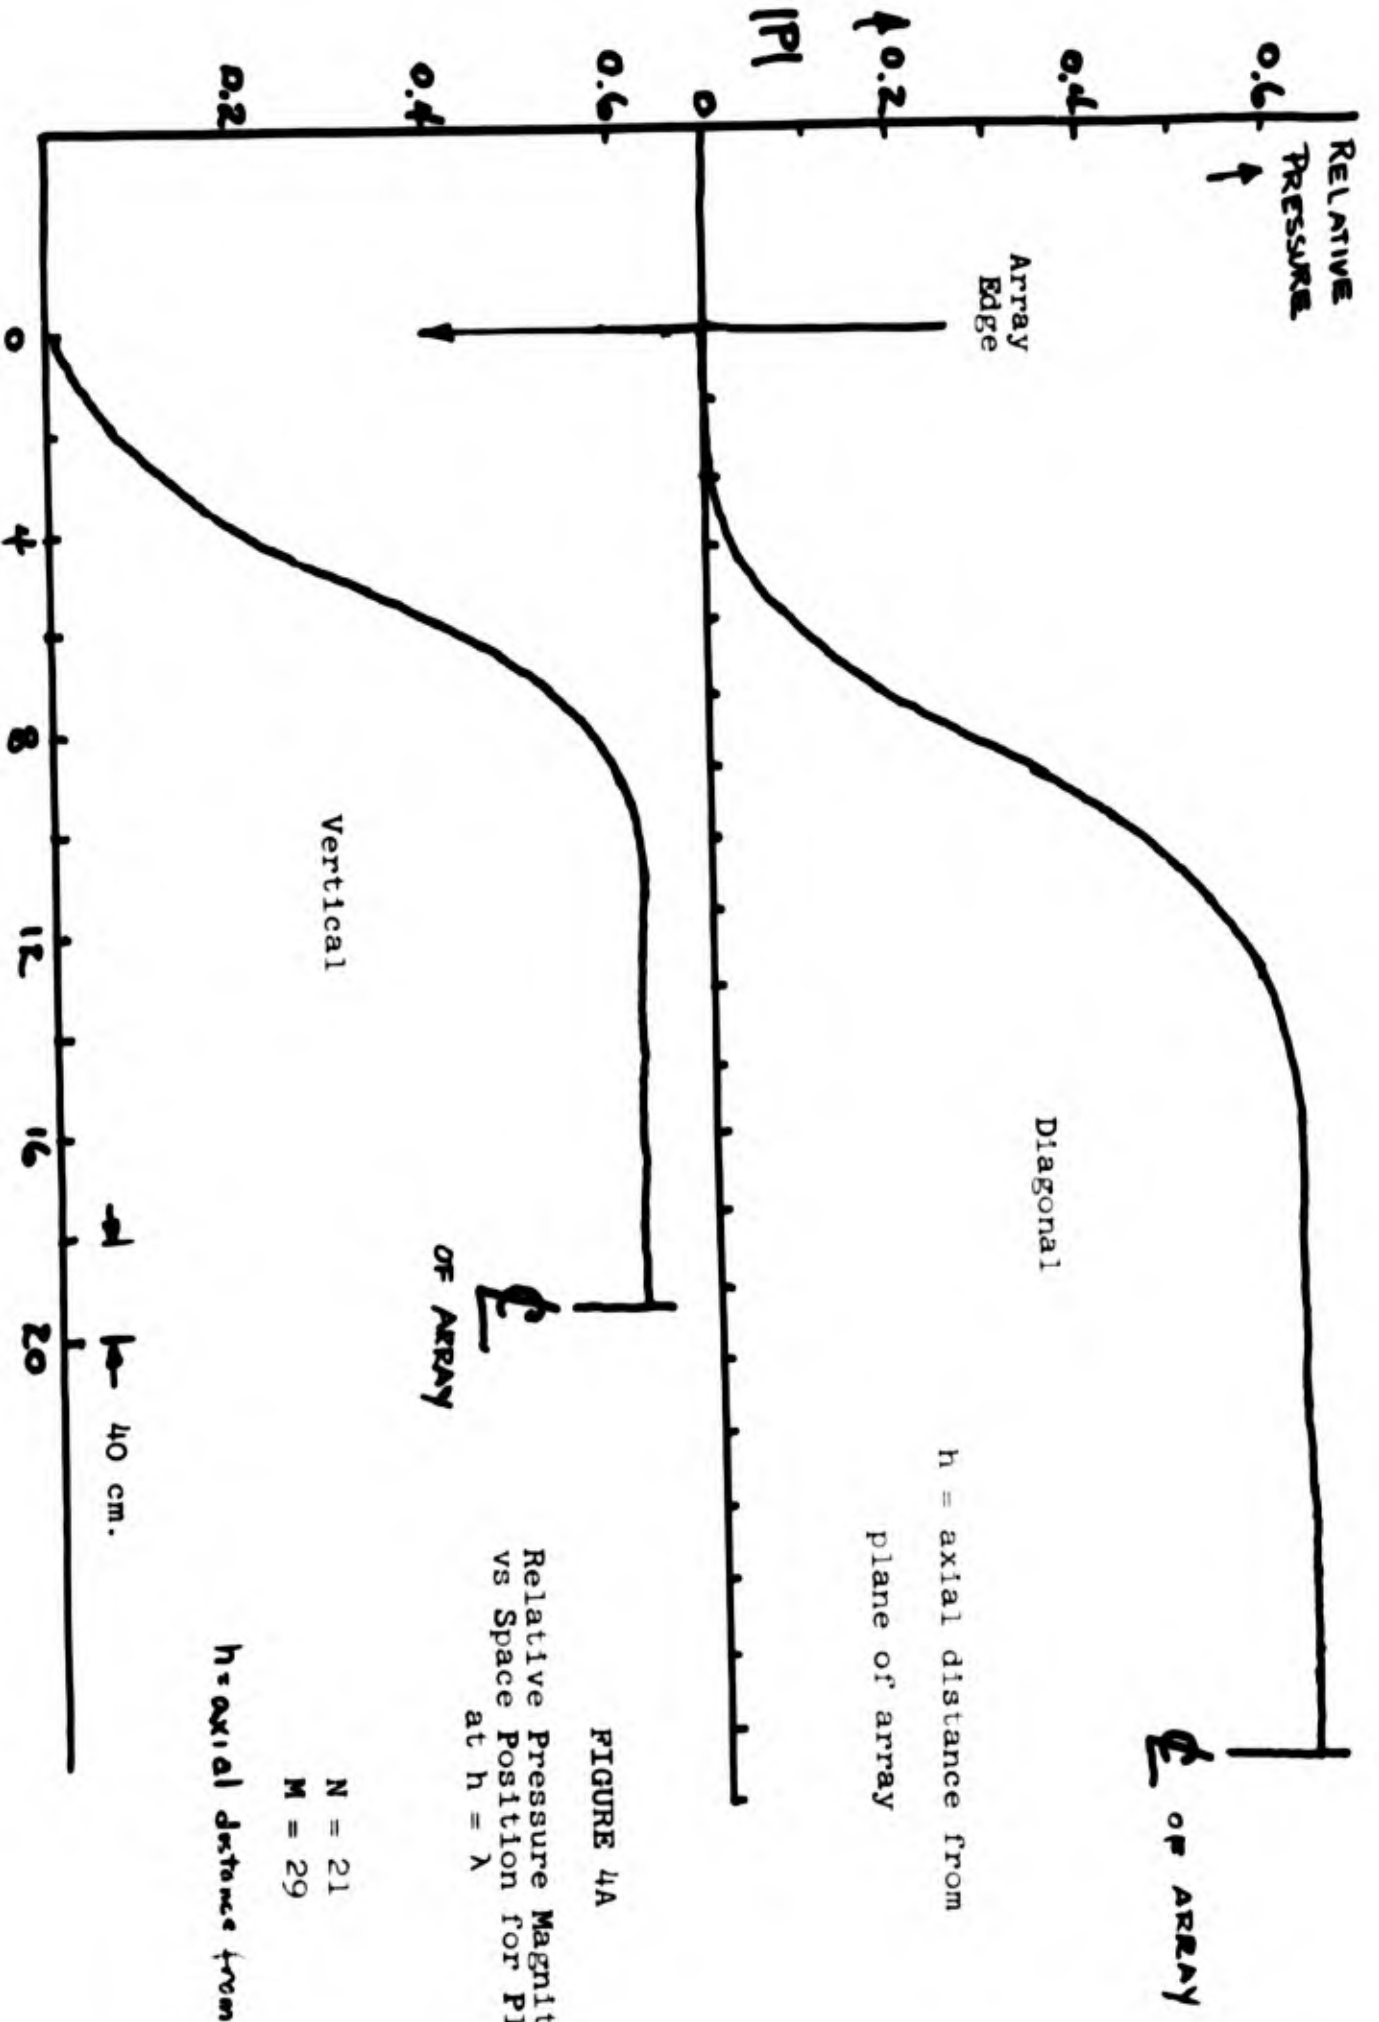 RELATIVE
PRESSURE
0.6
0.4
0.2
0
|P|
0.6
0.4
0.2
Array
Edge
Diagonal
℄ OF ARRAY
h = axial distance from
plane of array
Vertical
℄
OF ARRAY
0 4 8 12 16 20
40 cm.
FIGURE 4A
Relative Pressure Magnit
vs Space Position for Pl
at h = λ
N = 21
M = 29
h = axial distance from